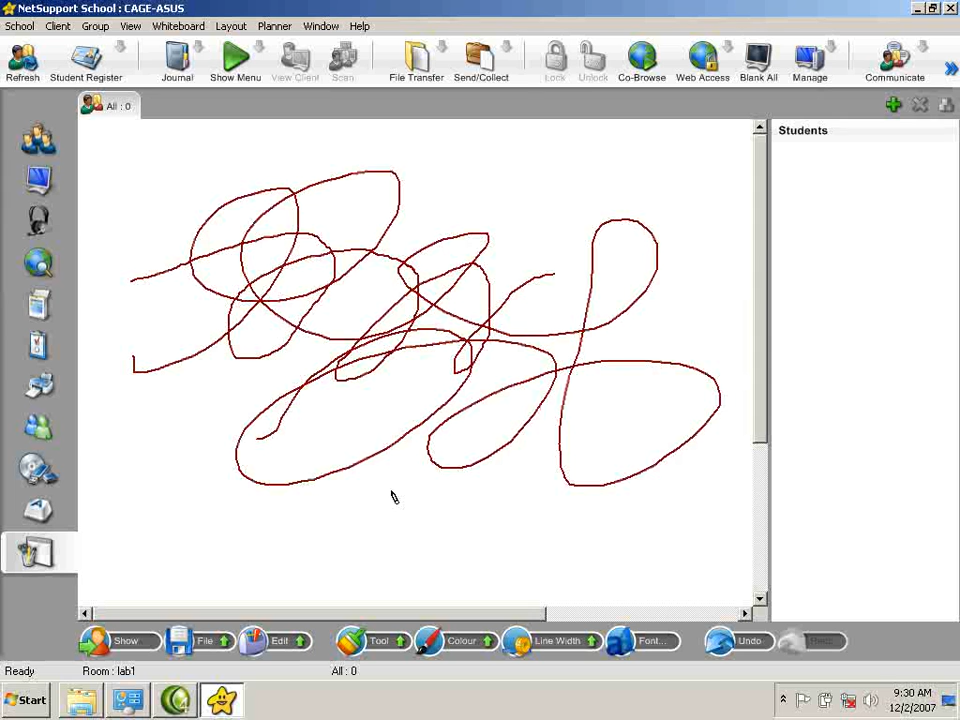 NetSupport School : CAGE-ASUS
School Client Group View Whiteboard Layout Planner Window Help
Refresh Student Register Journal Show Menu View Client Scan File Transfer Send/Collect Lock Unlock Co-Browse Web Access Blank All Manage Communicate
All : 0
Students
Show File Edit Tool Colour Line Width Font... Undo
Ready Room : lab1 All : 0
Start 9:30 AM
12/2/2007